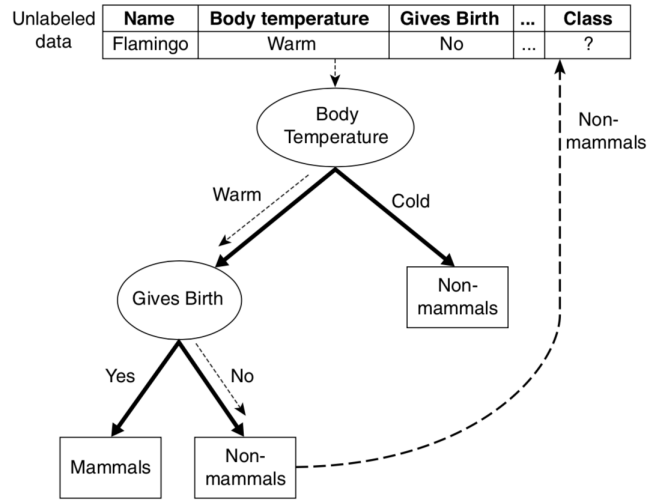 Unlabeled data
Name Body temperature Gives Birth ... Class
Flamingo Warm No ... ?
Non-
mammals
Body
Temperature
Warm
Cold
Gives Birth
Non-
mammals
Yes
No
Mammals
Non-
mammals